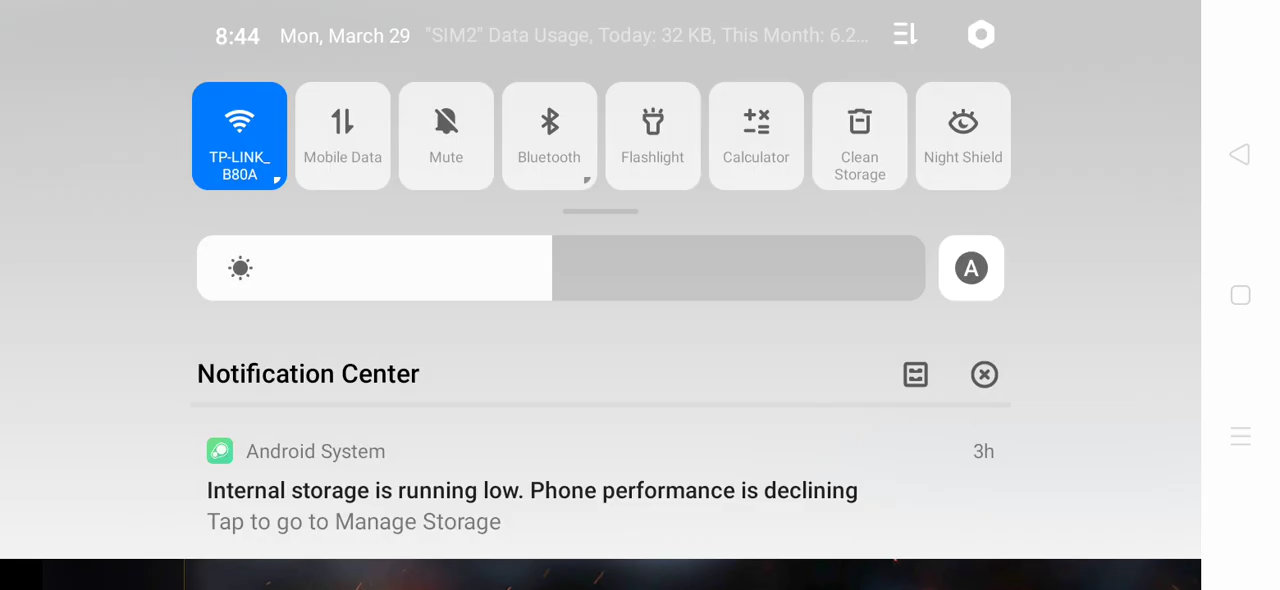 8:44 Mon, March 29 "SIM2" Data Usage, Today: 32 KB, This Month: 6.2...
TP-LINK_
B80A
Mobile Data
Mute
Bluetooth
Flashlight
Calculator
Clean
Storage
Night Shield
A
Notification Center
Android System 3h
Internal storage is running low. Phone performance is declining
Tap to go to Manage Storage